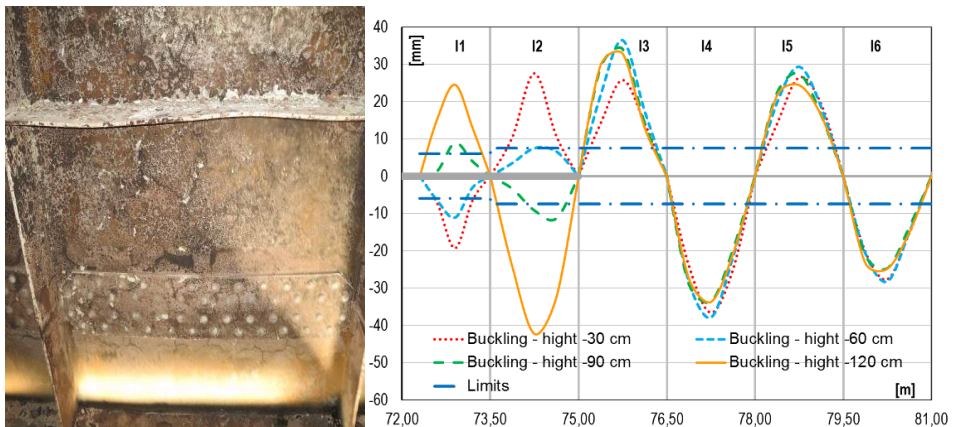 40
[mm]
I1
I2
I3
I4
I5
I6
30
20
10
0
-10
-20
-30
-40
Buckling - hight -30 cm
Buckling - hight -60 cm
Buckling - hight -90 cm
Buckling - hight -120 cm
-50
Limits
[m]
-60
72,00
73,50
75,00
76,50
78,00
79,50
81,00